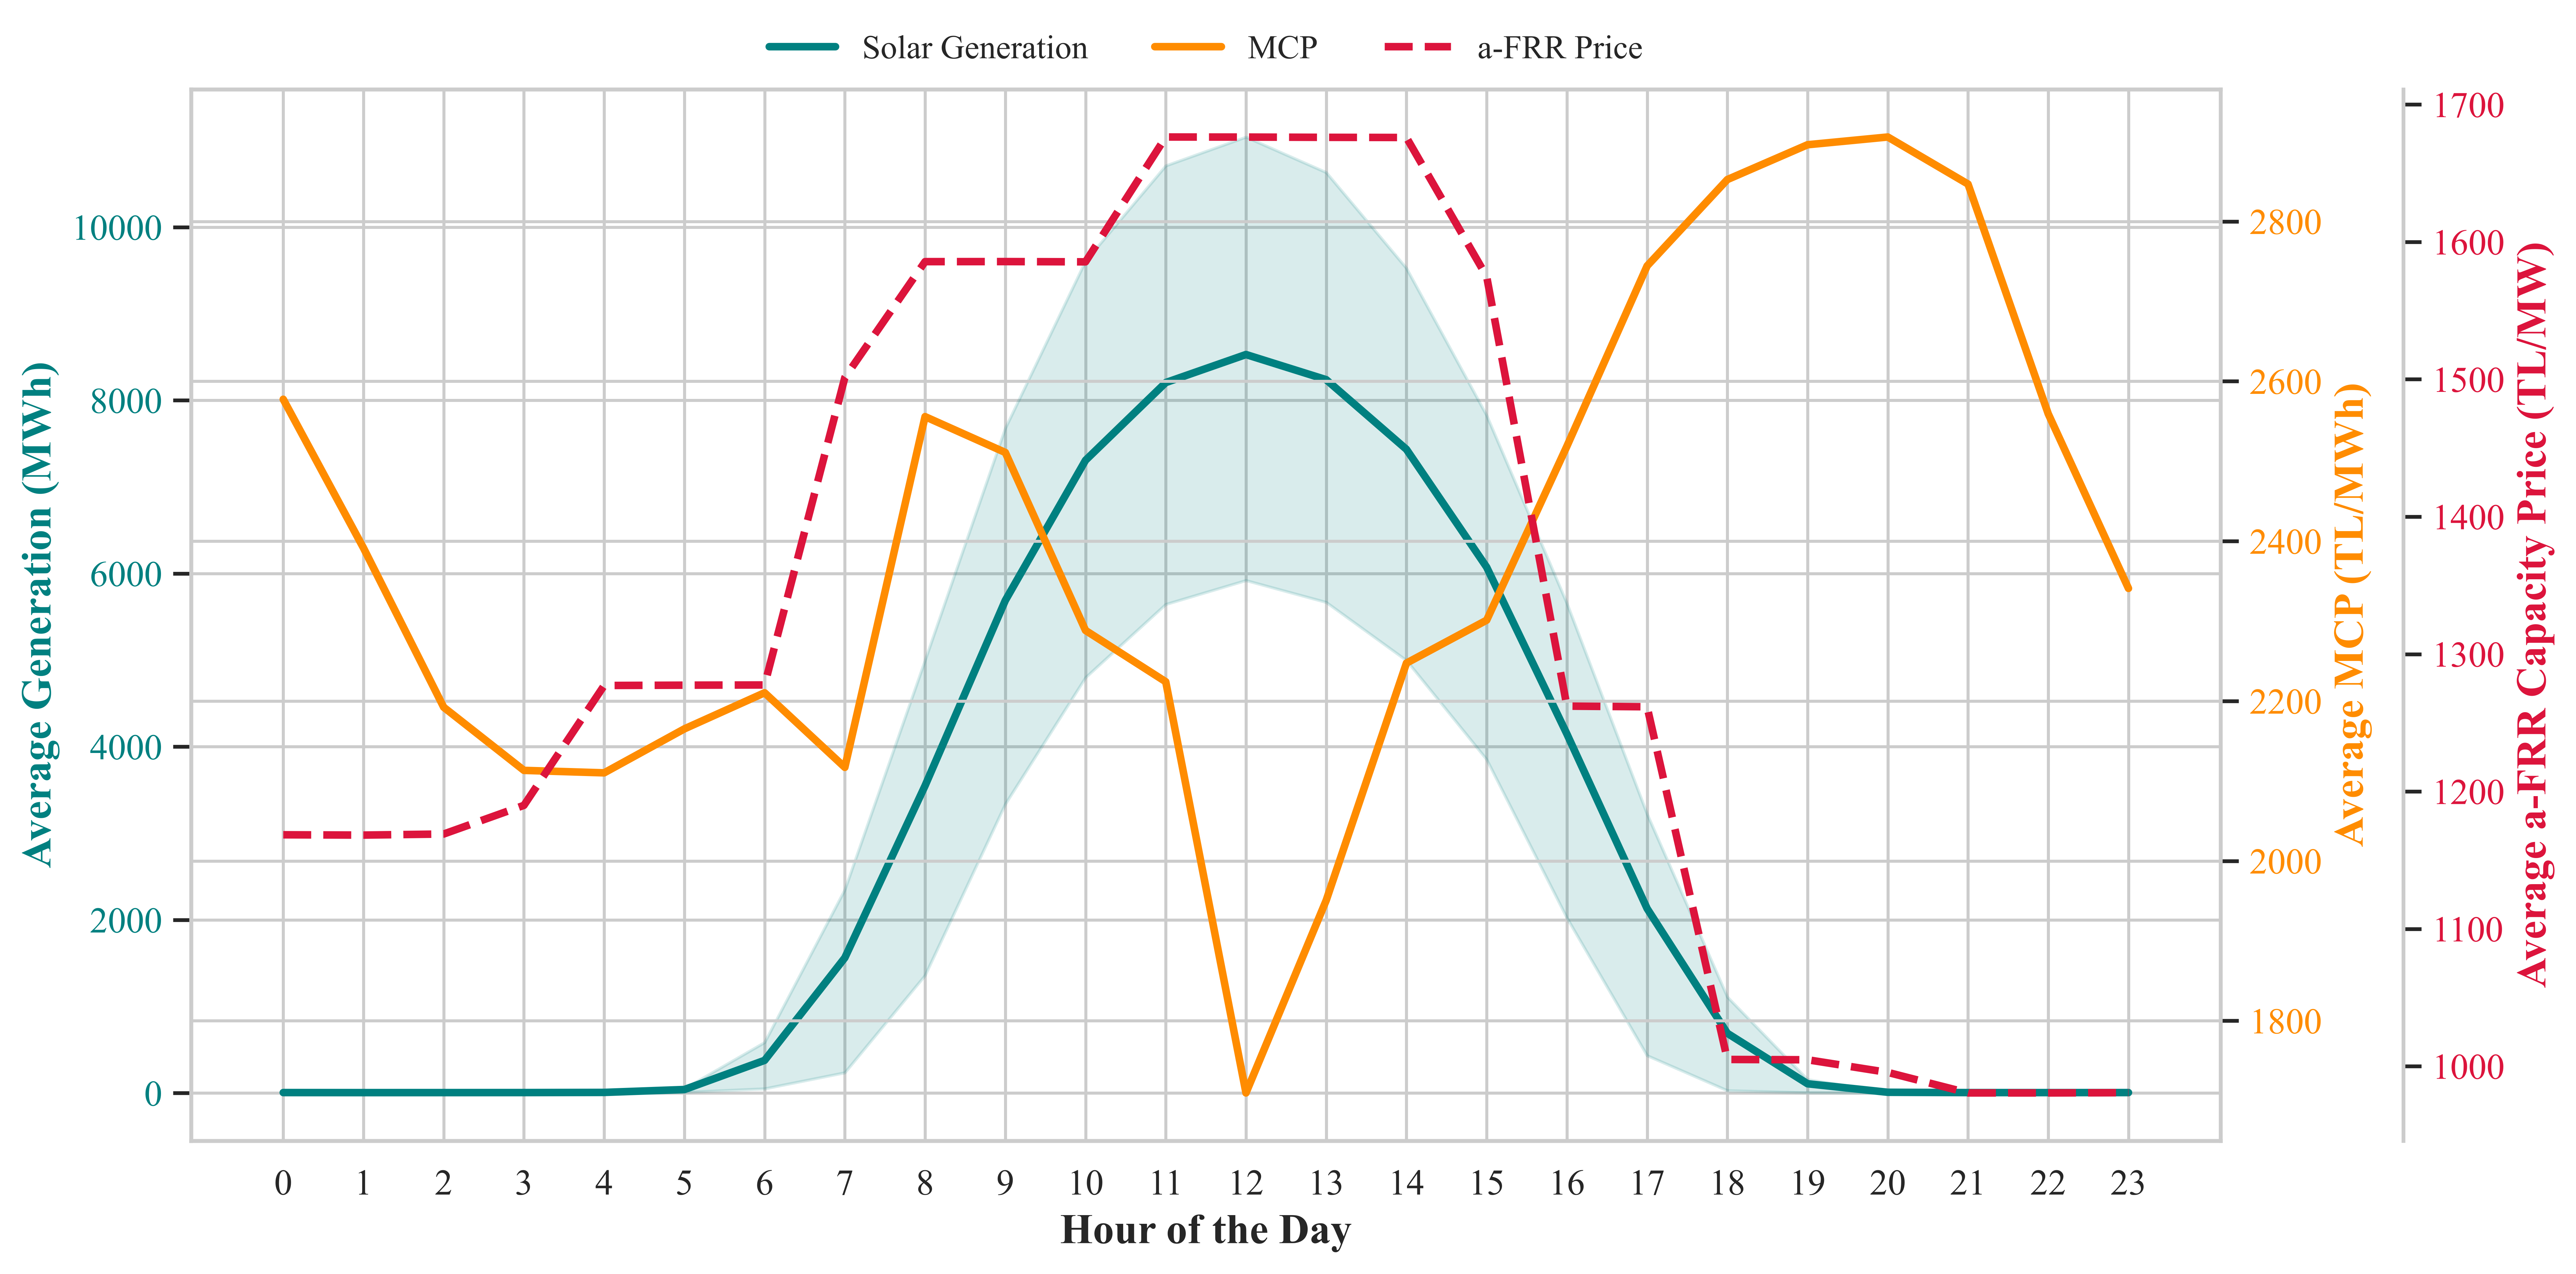 Solar Generation
MCP
a-FRR Price
Average Generation (MWh)
10000
8000
6000
4000
2000
0
2800
2600
2400
2200
2000
1800
Average MCP (TL/MWh)
1700
1600
1500
1400
1300
1200
1100
1000
Average a-FRR Capacity Price (TL/MW)
0 1 2 3 4 5 6 7 8 9 10 11 12 13 14 15 16 17 18 19 20 21 22 23
Hour of the Day